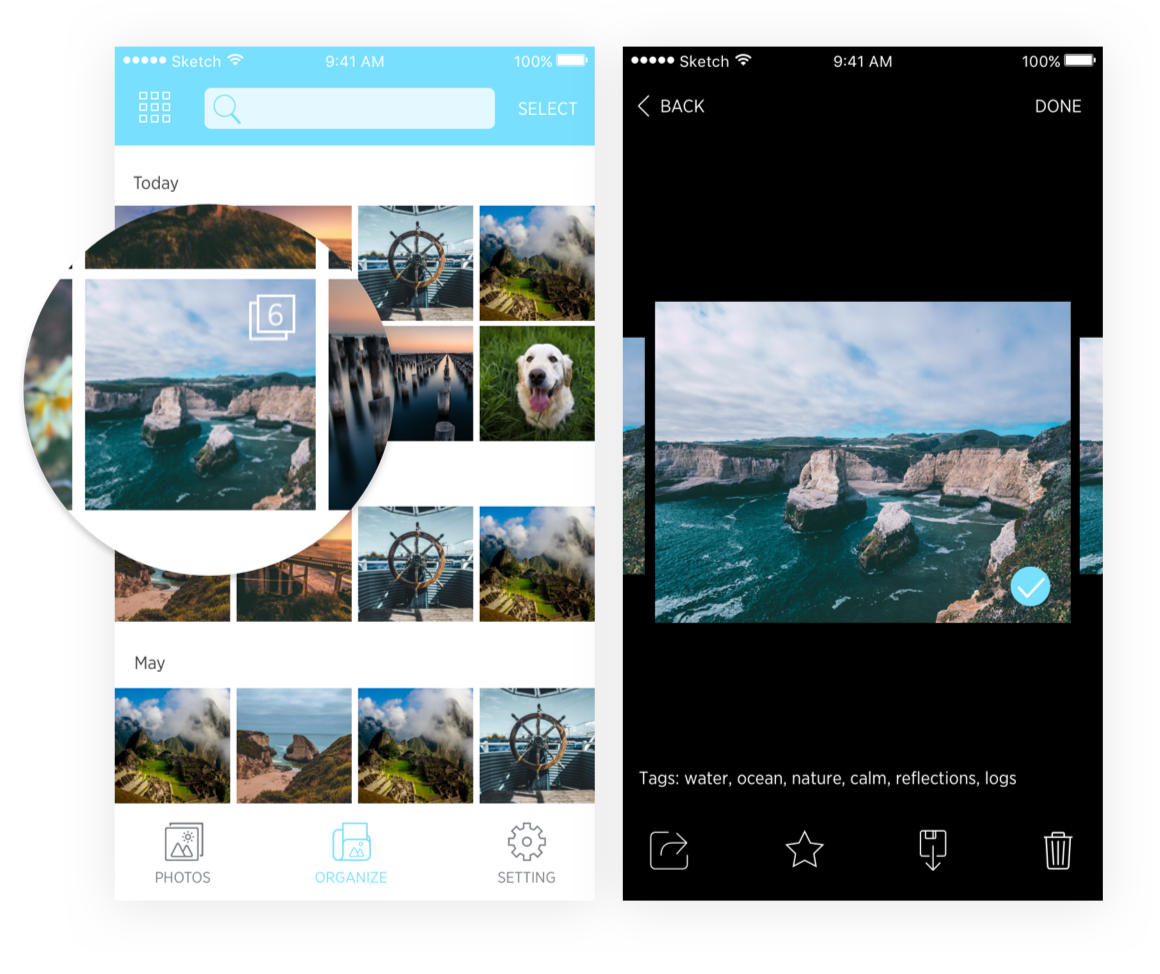 Sketch 9:41 AM 100%
SELECT
Today
6
May
PHOTOS ORGANIZE SETTING
Sketch 9:41 AM 100%
BACK DONE
Tags: water, ocean, nature, calm, reflections, logs